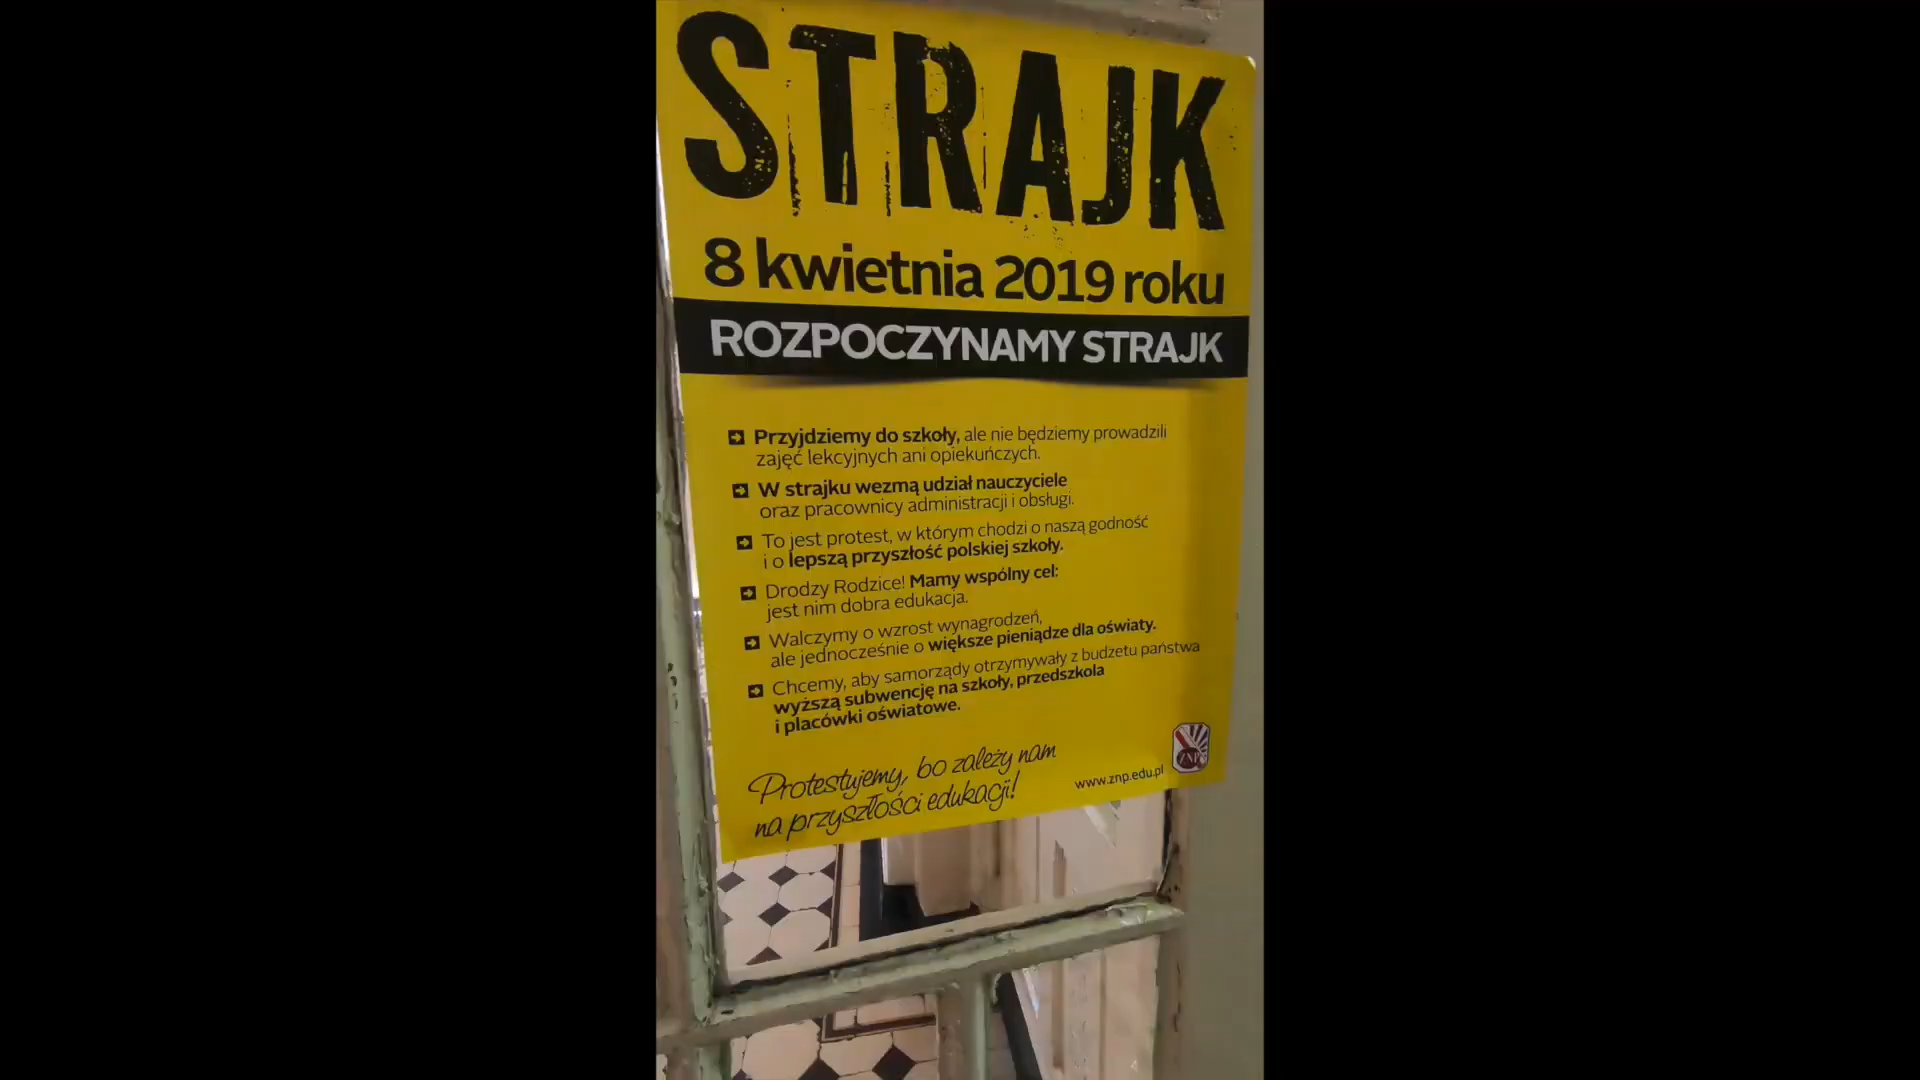 STRAJK
8 kwietnia 2019 roku
ROZPOCZYNAMY STRAJK
Przyjdziemy do szkoły, ale nie będziemy prowadzili
zajęć lekcyjnych ani opiekuńczych.
W strajku wezmą udział nauczyciele
oraz pracownicy administracji i obsługi.
To jest protest, w którym chodzi o naszą godność
i o lepszą przyszłość polskiej szkoły.
Drodzy Rodzice! Mamy wspólny cel:
jest nim dobra edukacja.
Walczymy o wzrost wynagrodzeń,
ale jednocześnie o większe pieniądze dla oświaty.
Chcemy, aby samorządy otrzymywały z budżetu państwa
wyższą subwencję na szkoły, przedszkola
i placówki oświatowe.
Protestujemy, bo zależy nam
na przyszłości edukacji!
www.znp.edu.pl
ZNP